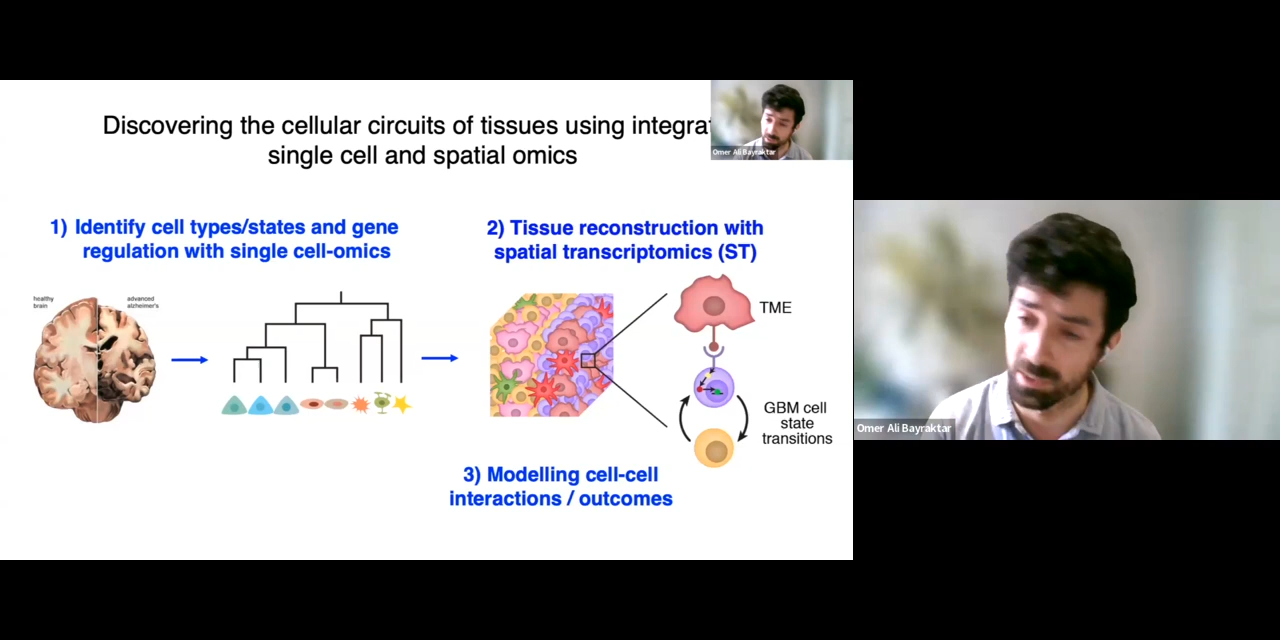 Discovering the cellular circuits of tissues using integrat
single cell and spatial omics
Omer Ali Bayraktar
1) Identify cell types/states and gene
regulation with single cell-omics
2) Tissue reconstruction with
spatial transcriptomics (ST)
healthy
brain
advanced
alzheimer's
TME
GBM cell
state
transitions
3) Modelling cell-cell
interactions / outcomes
Omer Ali Bayraktar